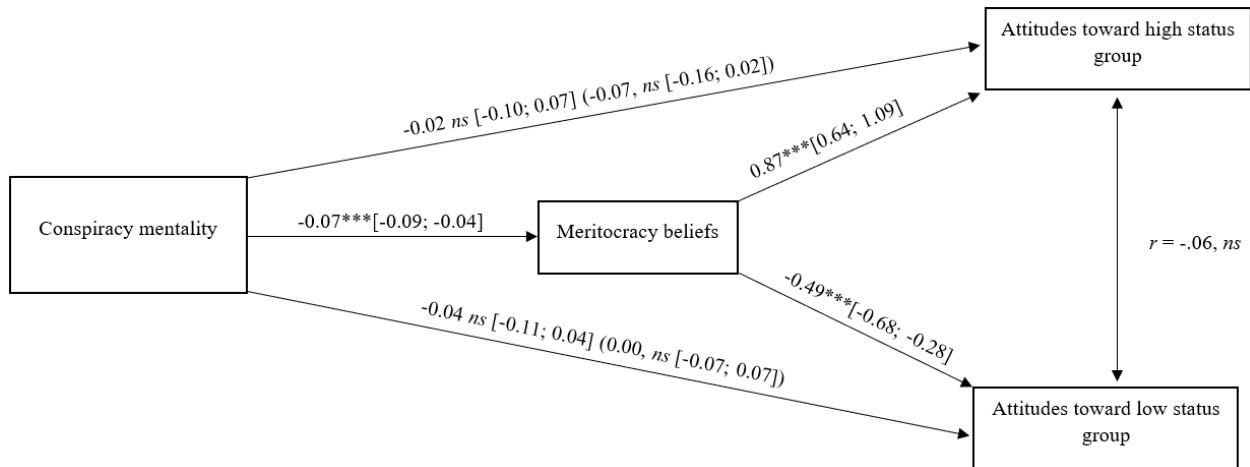 Attitudes toward high status
group
-0.02 ns [-0.10; 0.07] (-0.07, ns [-0.16; 0.02])
0.87***[0.64; 1.09]
Conspiracy mentality
-0.07***[-0.09; -0.04]
Meritocracy beliefs
r = -.06, ns
-0.49***[-0.68; -0.28]
-0.04 ns [-0.11; 0.04] (0.00, ns [-0.07; 0.07])
Attitudes toward low status
group